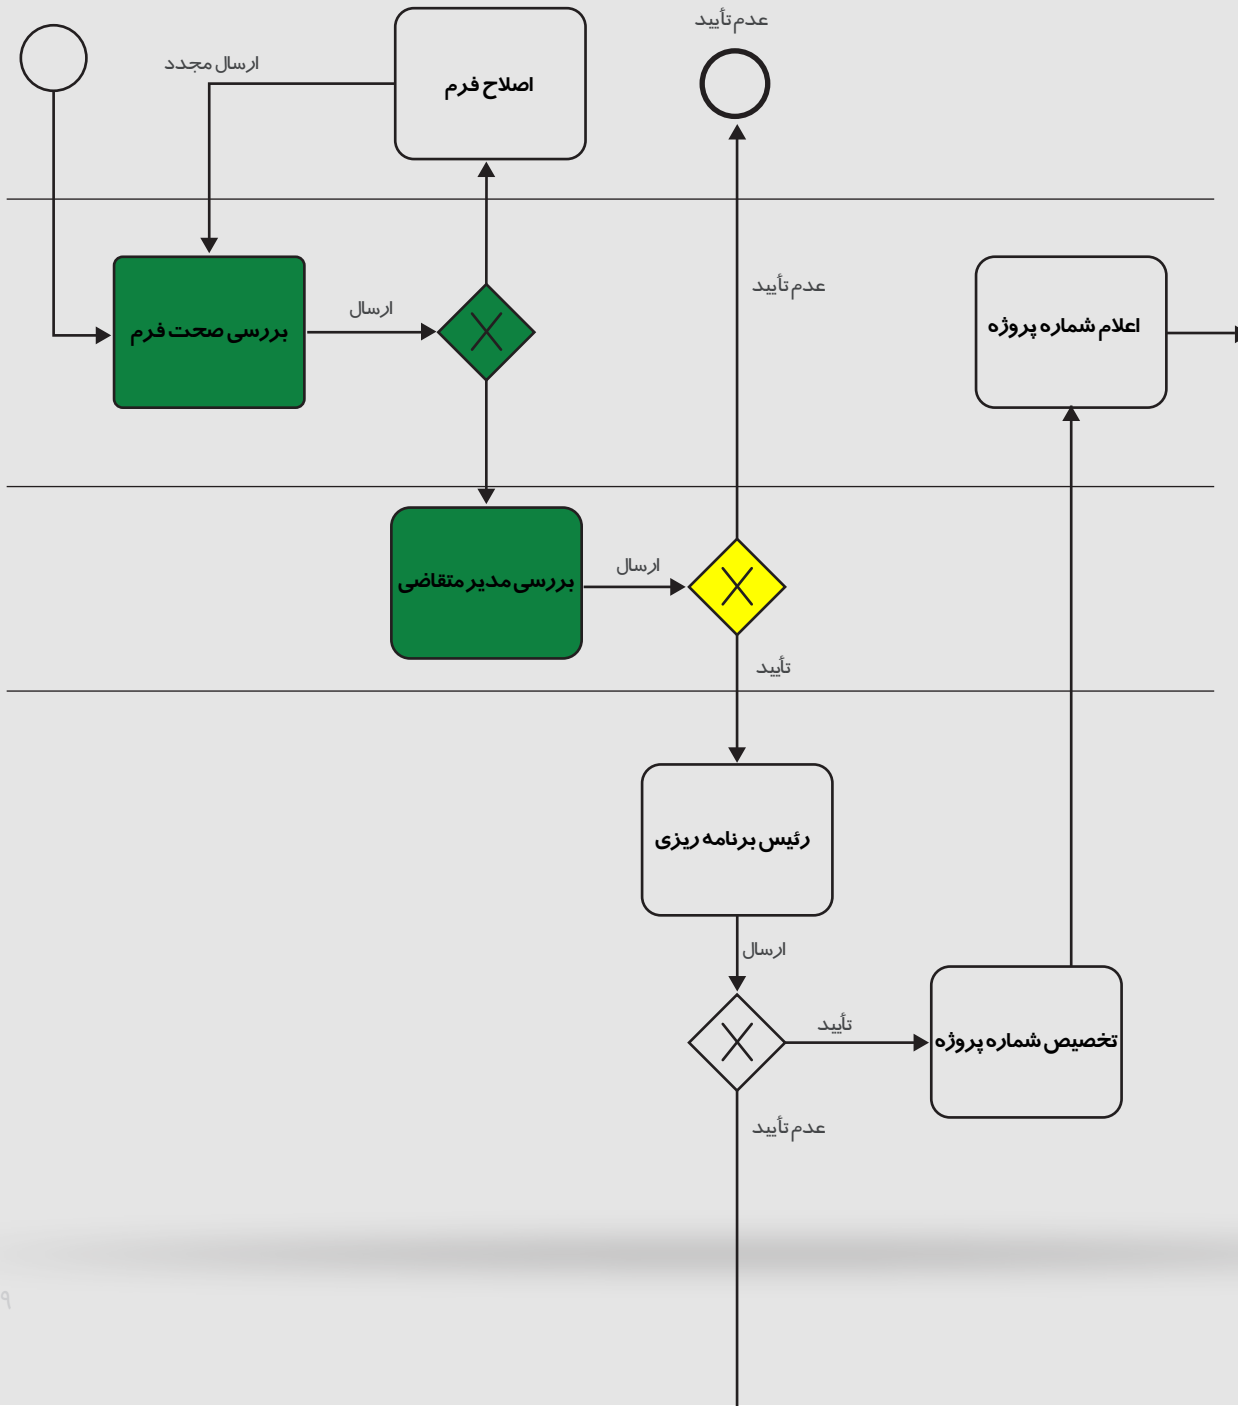 عدم تأیید
ارسال مجدد
اصلاح فرم
عدم تأیید
ارسال
بررسی صحت فرم
اعلام شماره پروژه
ارسال
بررسی مدیر متقاضی
تأیید
رئیس برنامه ریزی
ارسال
تأیید
تخصیص شماره پروژه
عدم تأیید
۹